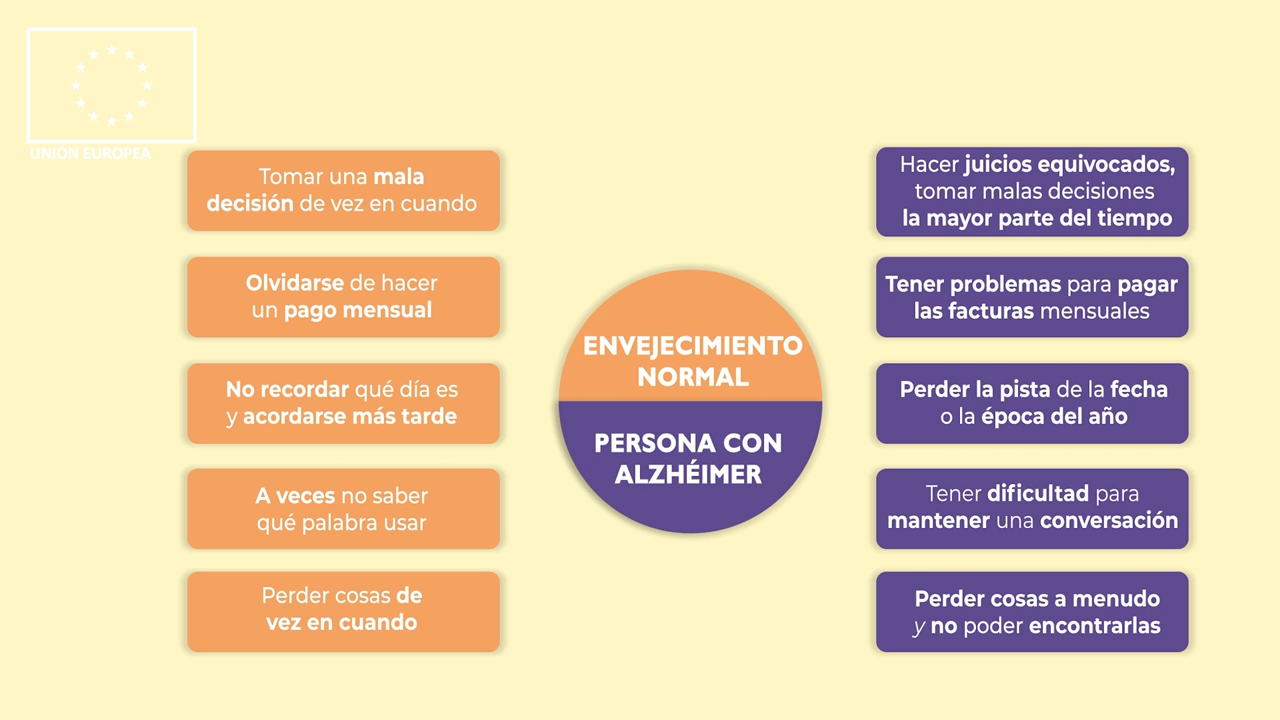 UNIÓN EUROPEA
Tomar una mala
decisión de vez en cuando
Olvidarse de hacer
un pago mensual
No recordar qué día es
y acordarse más tarde
A veces no saber
qué palabra usar
Perder cosas de
vez en cuando
ENVEJECIMIENTO
NORMAL
PERSONA CON
ALZHÉIMER
Hacer juicios equivocados,
tomar malas decisiones
la mayor parte del tiempo
Tener problemas para pagar
las facturas mensuales
Perder la pista de la fecha
o la época del año
Tener dificultad para
mantener una conversación
Perder cosas a menudo
y no poder encontrarlas